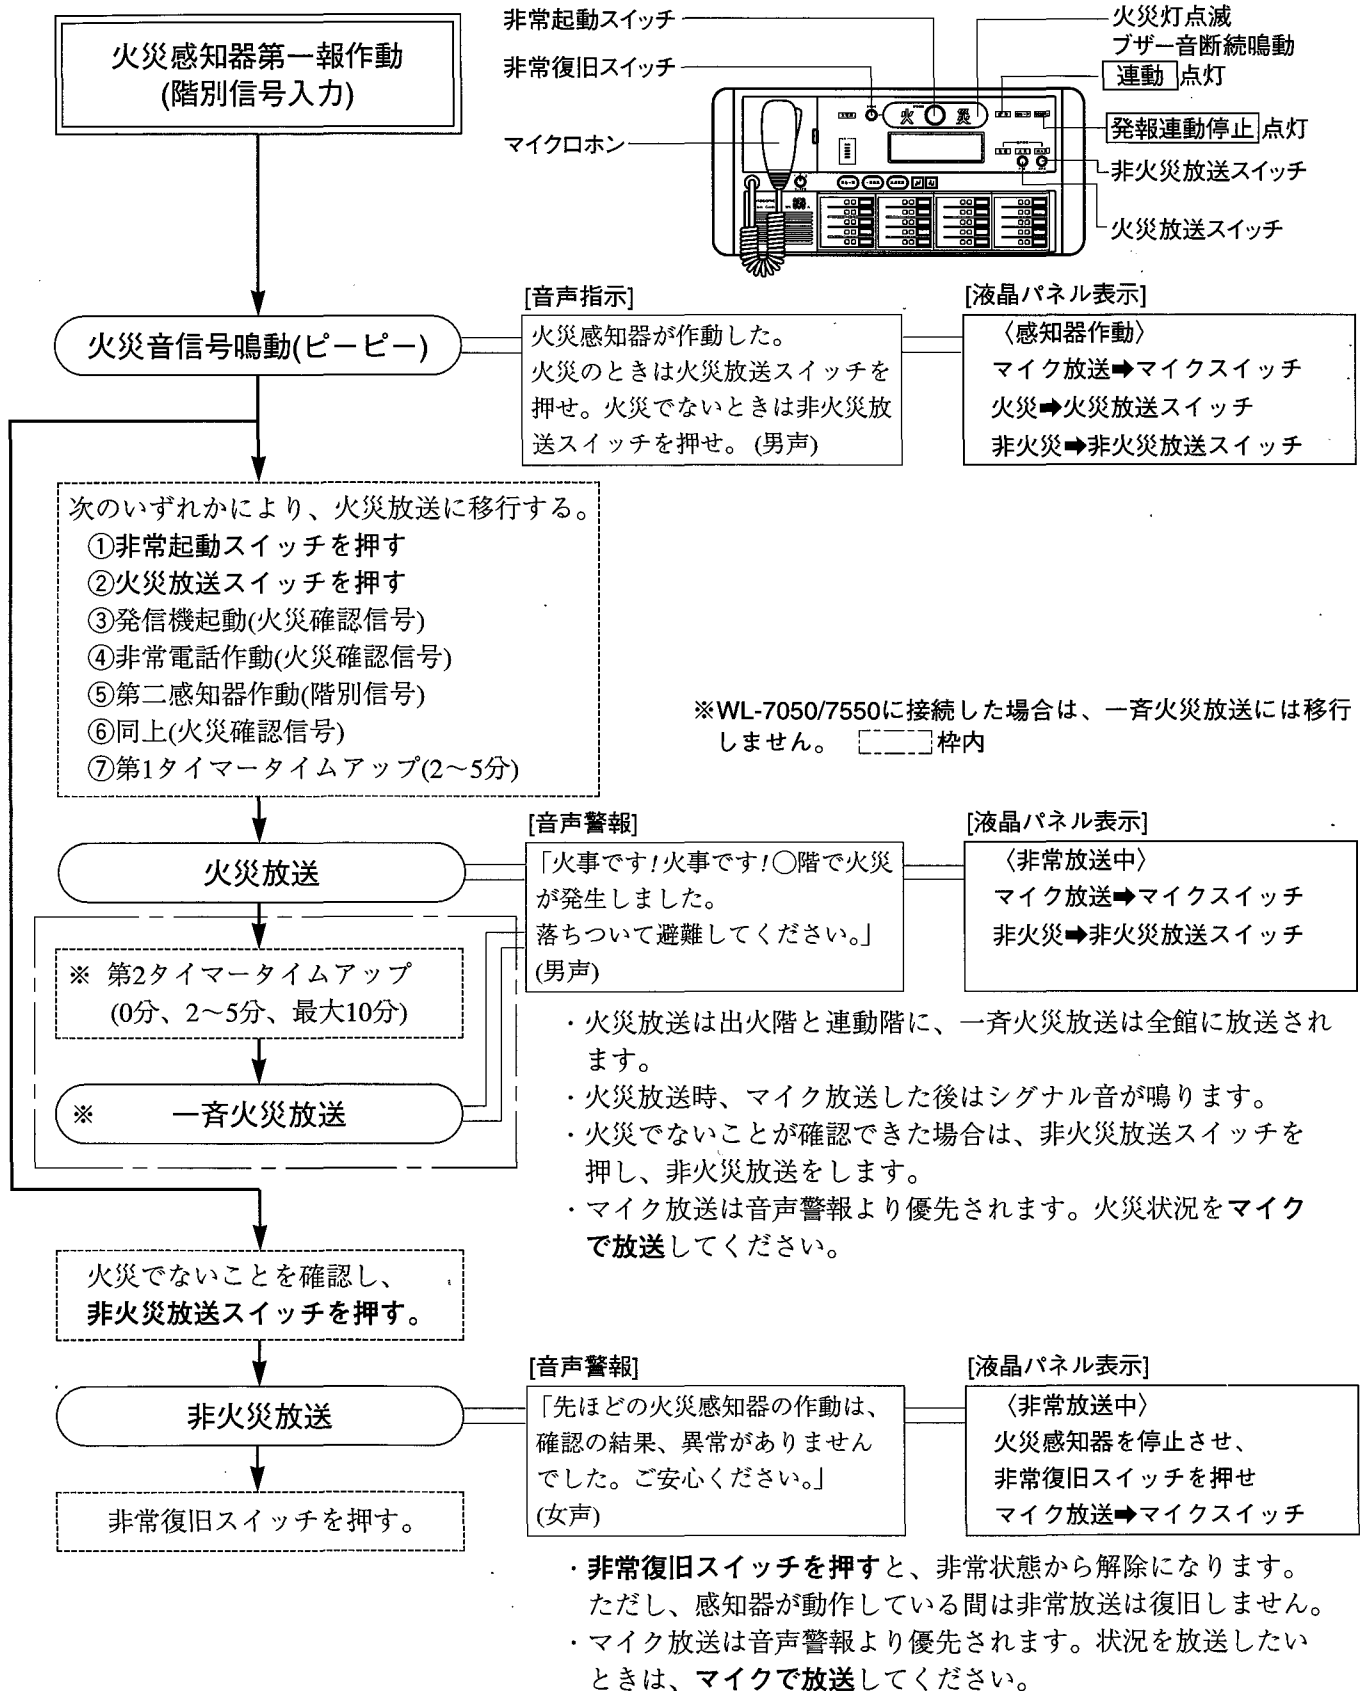 火災感知器第一報作動
(階別信号入力)
非常起動スイッチ
非常復旧スイッチ
マイクロホン
火災灯点滅
ブザー音断続鳴動
連動 点灯
発報連動停止 点灯
非火災放送スイッチ
火災放送スイッチ
火 災
火災音信号鳴動(ピーピー)
[音声指示]
火災感知器が作動した。
火災のときは火災放送スイッチを
押せ。火災でないときは非火災放
送スイッチを押せ。(男声)
[液晶パネル表示]
〈感知器作動〉
マイク放送➡マイクスイッチ
火災➡火災放送スイッチ
非火災➡非火災放送スイッチ
次のいずれかにより、火災放送に移行する。
①非常起動スイッチを押す
②火災放送スイッチを押す
③発信機起動(火災確認信号)
④非常電話作動(火災確認信号)
⑤第二感知器作動(階別信号)
⑥同上(火災確認信号)
⑦第1タイマータイムアップ(2～5分)
※WL-7050/7550に接続した場合は、一斉火災放送には移行
しません。 枠内
火災放送
[音声警報]
「火事です!火事です!○階で火災
が発生しました。
落ちついて避難してください。」
(男声)
[液晶パネル表示]
〈非常放送中〉
マイク放送➡マイクスイッチ
非火災➡非火災放送スイッチ
※ 第2タイマータイムアップ
(0分、2～5分、最大10分)
※ 一斉火災放送
・火災放送は出火階と連動階に、一斉火災放送は全館に放送され
ます。
・火災放送時、マイク放送した後はシグナル音が鳴ります。
・火災でないことが確認できた場合は、非火災放送スイッチを
押し、非火災放送をします。
・マイク放送は音声警報より優先されます。火災状況をマイク
で放送してください。
火災でないことを確認し、
非火災放送スイッチを押す。
非火災放送
[音声警報]
「先ほどの火災感知器の作動は、
確認の結果、異常がありません
でした。ご安心ください。」
(女声)
[液晶パネル表示]
〈非常放送中〉
火災感知器を停止させ、
非常復旧スイッチを押せ
マイク放送➡マイクスイッチ
非常復旧スイッチを押す。
・非常復旧スイッチを押すと、非常状態から解除になります。
ただし、感知器が動作している間は非常放送は復旧しません。
・マイク放送は音声警報より優先されます。状況を放送したい
ときは、マイクで放送してください。